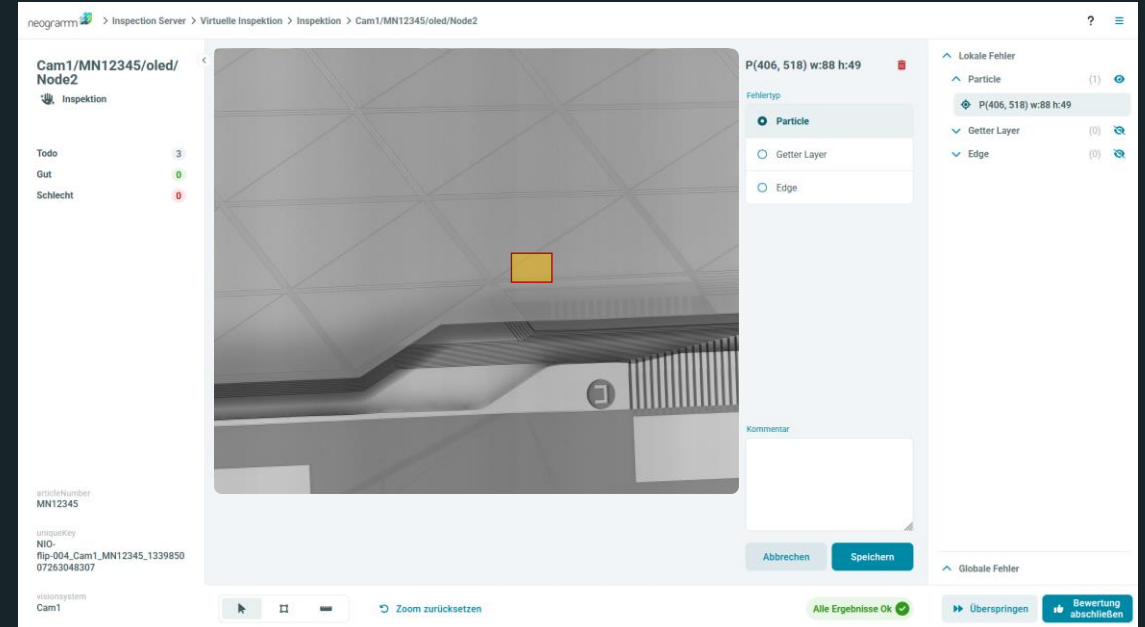 neogramm > Inspection Server > Virtuelle Inspektion > Inspektion > Cam1/MN12345/oled/Node2
?
Cam1/MN12345/oled/
Node2
Inspektion
Todo 3
Gut 0
Schlecht 0
articleNumber
MN12345
uniqueKey
NIO-
flip-004_Cam1_MN12345_1339850
07263048307
visionsystem
Cam1
Zoom zurücksetzen
P(406, 518) w:88 h:49
Fehlertyp
Particle
Getter Layer
Edge
Kommentar
Abbrechen Speichern
Alle Ergebnisse Ok
Lokale Fehler
Particle (1)
P(406, 518) w:88 h:49
Getter Layer (0)
Edge (0)
Globale Fehler
Überspringen
Bewertung
abschließen